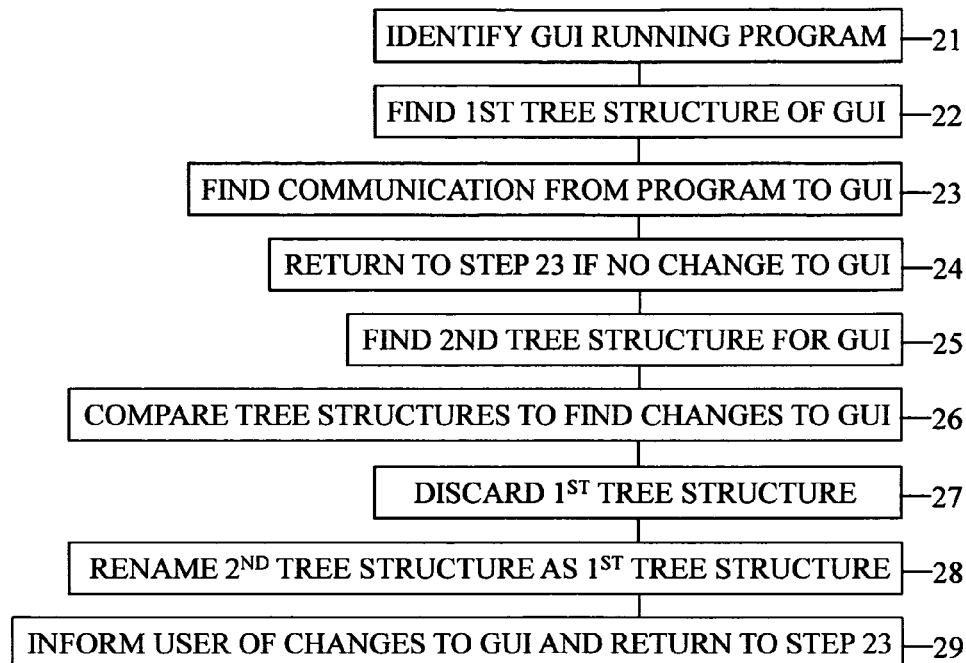 IDENTIFY GUI RUNNING PROGRAM 21
FIND 1ST TREE STRUCTURE OF GUI 22
FIND COMMUNICATION FROM PROGRAM TO GUI 23
RETURN TO STEP 23 IF NO CHANGE TO GUI 24
FIND 2ND TREE STRUCTURE FOR GUI 25
COMPARE TREE STRUCTURES TO FIND CHANGES TO GUI 26
DISCARD 1ST TREE STRUCTURE 27
RENAME 2ND TREE STRUCTURE AS 1ST TREE STRUCTURE 28
INFORM USER OF CHANGES TO GUI AND RETURN TO STEP 23 29